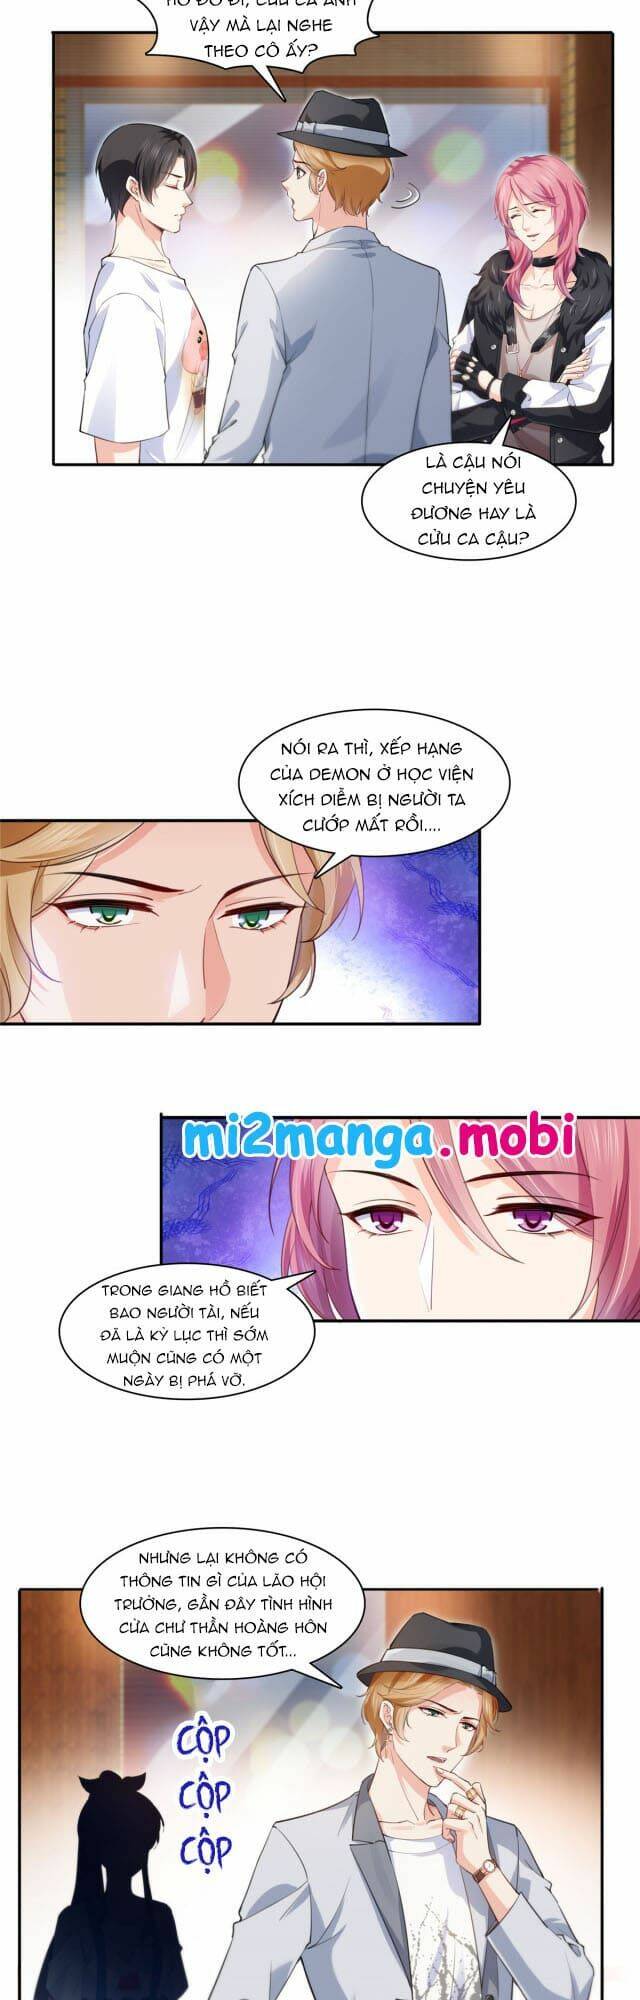 VẬY MÀ LẠI NGHE
THEO CÔ ẤY?
LÀ CẬU NÓI
CHUYỆN YÊU
ĐƯƠNG HAY LÀ
CỬU CA CẬU?
NÓI RA THÌ, XẾP HẠNG
CỦA DEMON Ở HỌC VIỆN
XÍCH DIỄM BỊ NGƯỜI TA
CƯỚP MẤT RỒI....
mi2manga.mobi
TRONG GIANG HỒ BIẾT
BAO NGƯỜI TÀI, NẾU
ĐÃ LÀ KỶ LỤC THÌ SỚM
MUỘN CŨNG CÓ MỘT
NGÀY BỊ PHÁ VỠ.
NHƯNG LẠI KHÔNG CÓ
THÔNG TIN GÌ CỦA LÃO HỘI
TRƯỞNG, GẦN ĐÂY TÌNH HÌNH
CỬA CHƯ THẦN HOÀNG HÔN
CŨNG KHÔNG TỐT...
CỘP
CỘP
CỘP